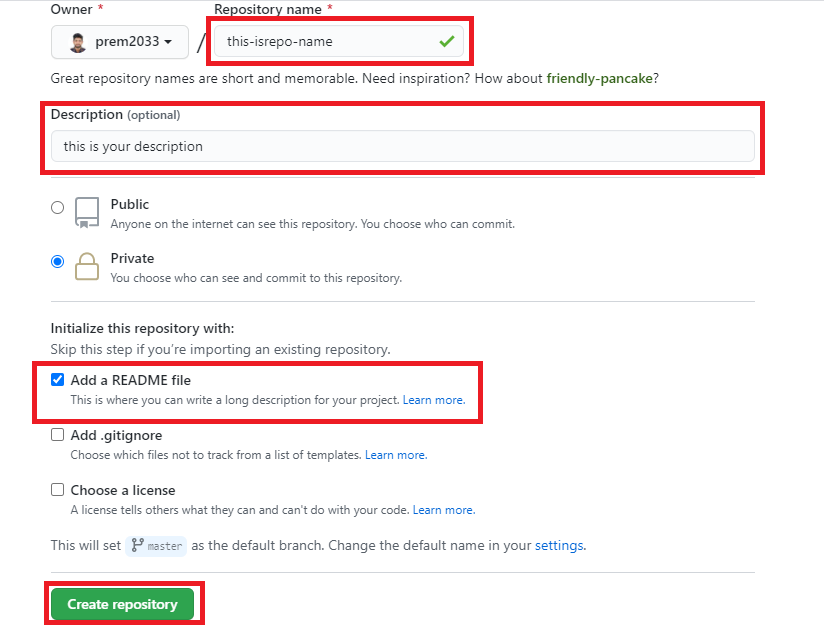 Owner * Repository name *
prem2033 / this-isrepo-name
Great repository names are short and memorable. Need inspiration? How about friendly-pancake?
Description (optional)
this is your description
Public
Anyone on the internet can see this repository. You choose who can commit.
Private
You choose who can see and commit to this repository.
Initialize this repository with:
Skip this step if you're importing an existing repository.
Add a README file
This is where you can write a long description for your project. Learn more.
Add .gitignore
Choose which files not to track from a list of templates. Learn more.
Choose a license
A license tells others what they can and can't do with your code. Learn more.
This will set master as the default branch. Change the default name in your settings.
Create repository